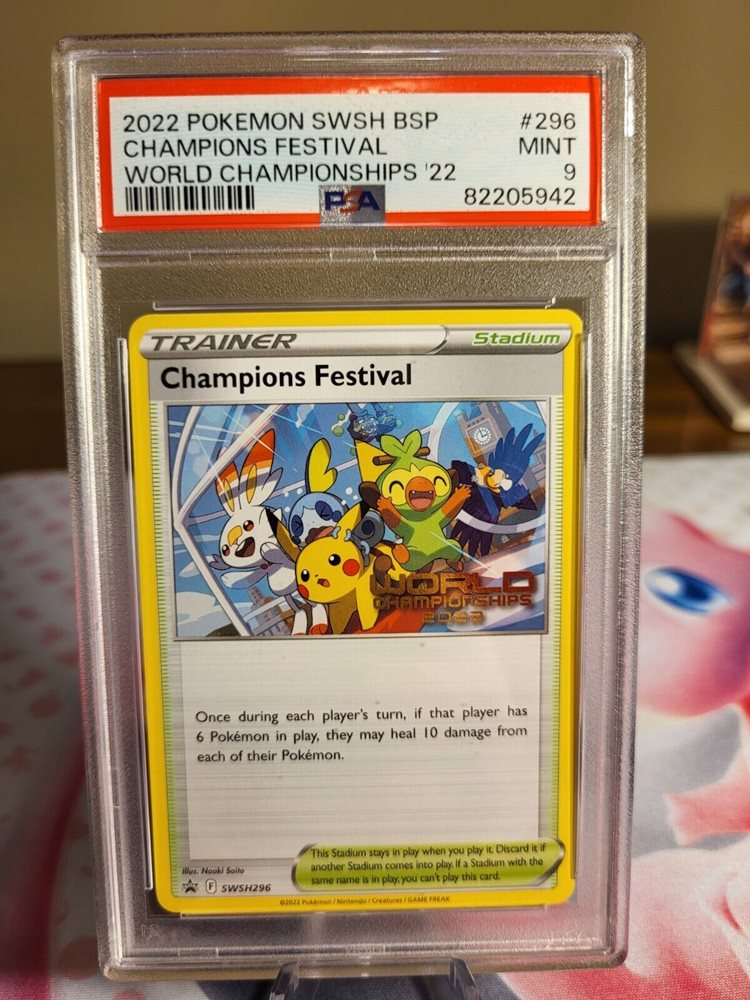 2022 POKEMON SWSH BSP #296
CHAMPIONS FESTIVAL MINT
WORLD CHAMPIONSHIPS '22 9
PSA 82205942
TRAINER Stadium
Champions Festival
WORLD
CHAMPIONSHIPS
2022
Once during each player's turn, if that player has
6 Pokémon in play, they may heal 10 damage from
each of their Pokémon.
This Stadium stays in play when you play it. Discard it if
another Stadium comes into play. If a Stadium with the
same name is in play, you can't play this card.
Illus. Naoki Saito
F SWSH296
©2022 Pokémon / Nintendo / Creatures / GAME FREAK